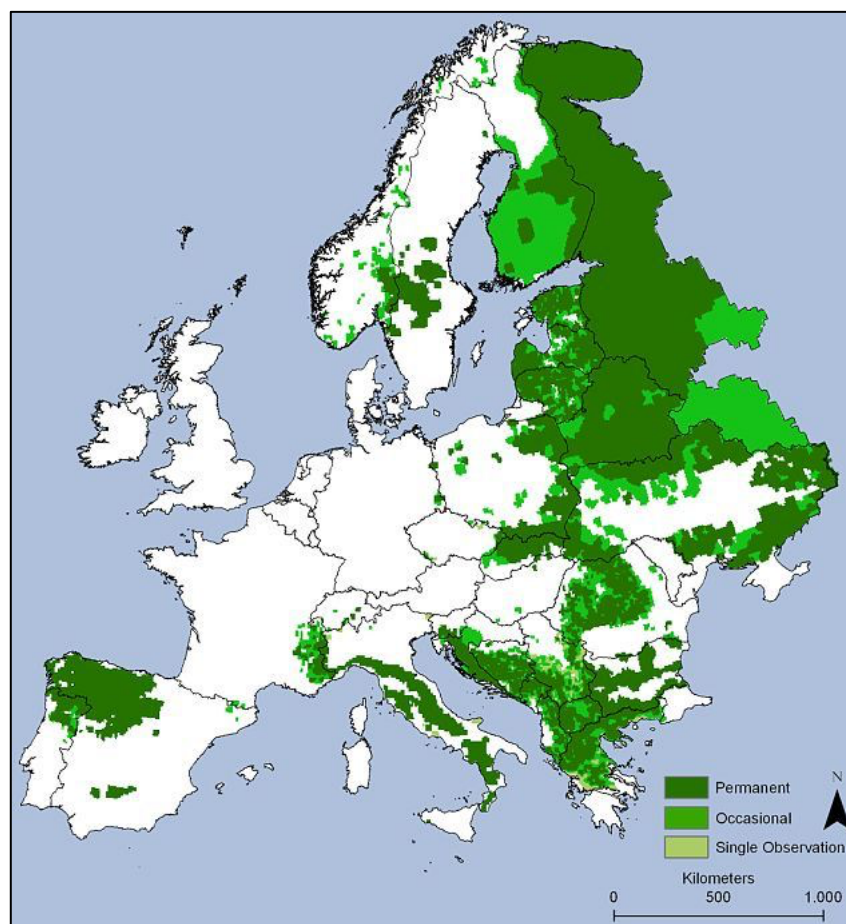 N
Permanent
Occasional
Single Observation
Kilometers
0 500 1.000